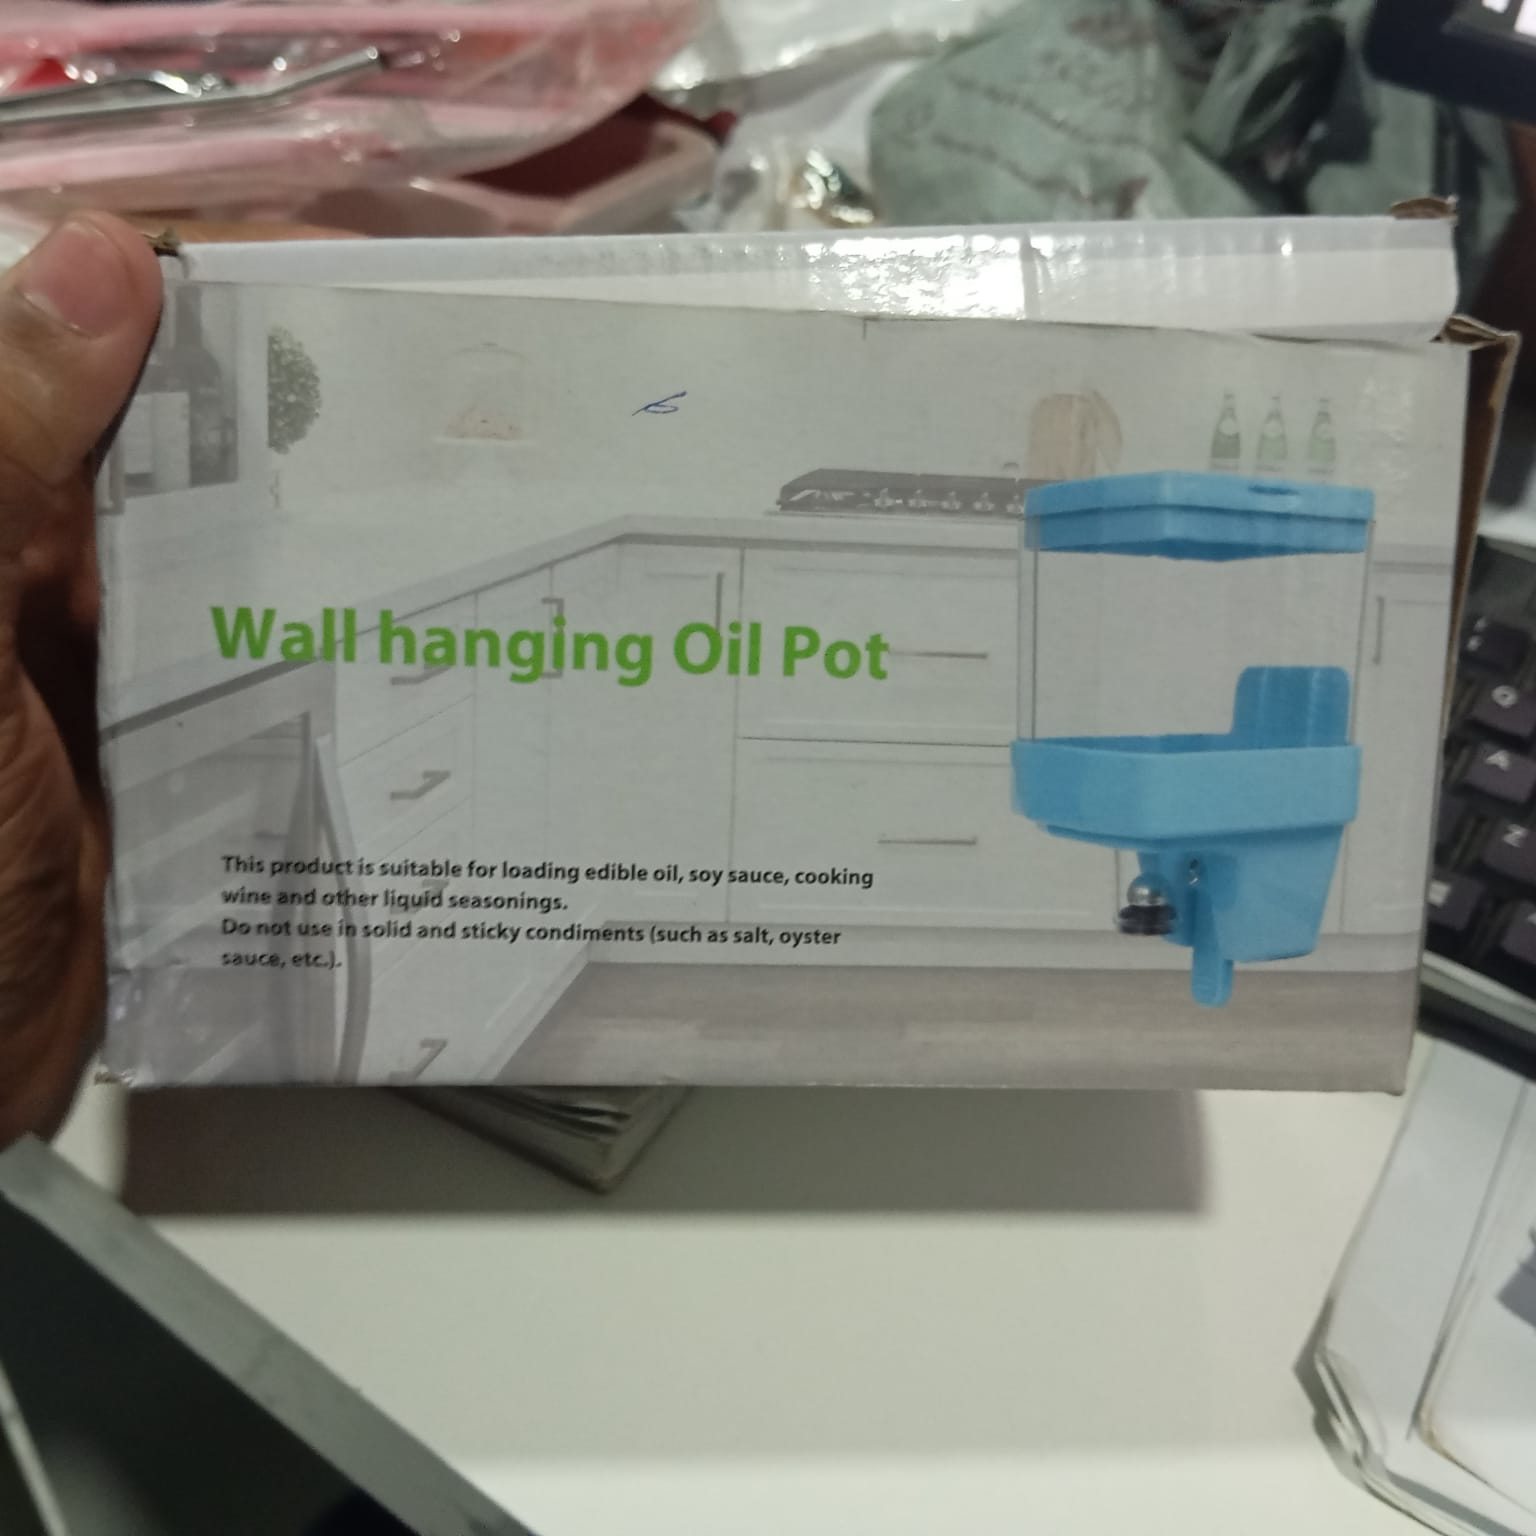 Wall hanging Oil Pot
This product is suitable for loading edible oil, soy sauce, cooking
wine and other liquid seasonings.
Do not use in solid and sticky condiments (such as salt, oyster
sauce, etc.).
Q
A
Z